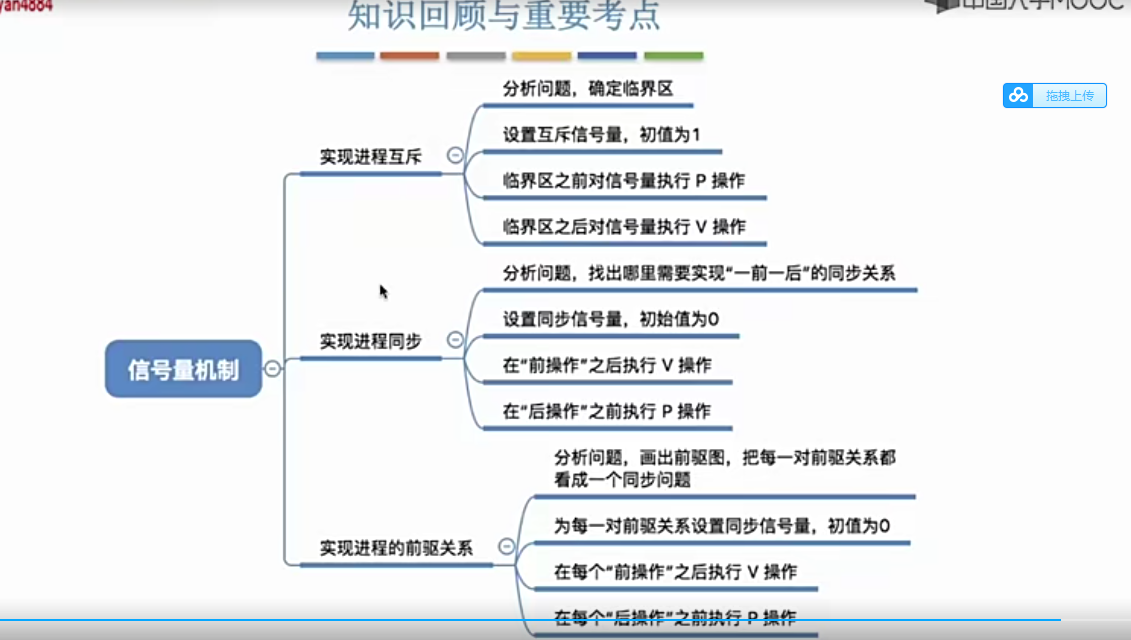 yan4884
中国大学MOOC
知识回顾与重要考点
拖拽上传
分析问题，确定临界区
设置互斥信号量，初值为1
实现进程互斥
临界区之前对信号量执行 P 操作
临界区之后对信号量执行 V 操作
分析问题，找出哪里需要实现“一前一后”的同步关系
设置同步信号量，初始值为0
实现进程同步
在“前操作”之后执行 V 操作
信号量机制
在“后操作”之前执行 P 操作
分析问题，画出前驱图，把每一对前驱关系都
看成一个同步问题
为每一对前驱关系设置同步信号量，初值为0
实现进程的前驱关系
在每个“前操作”之后执行 V 操作
在每个“后操作”之前执行 P 操作